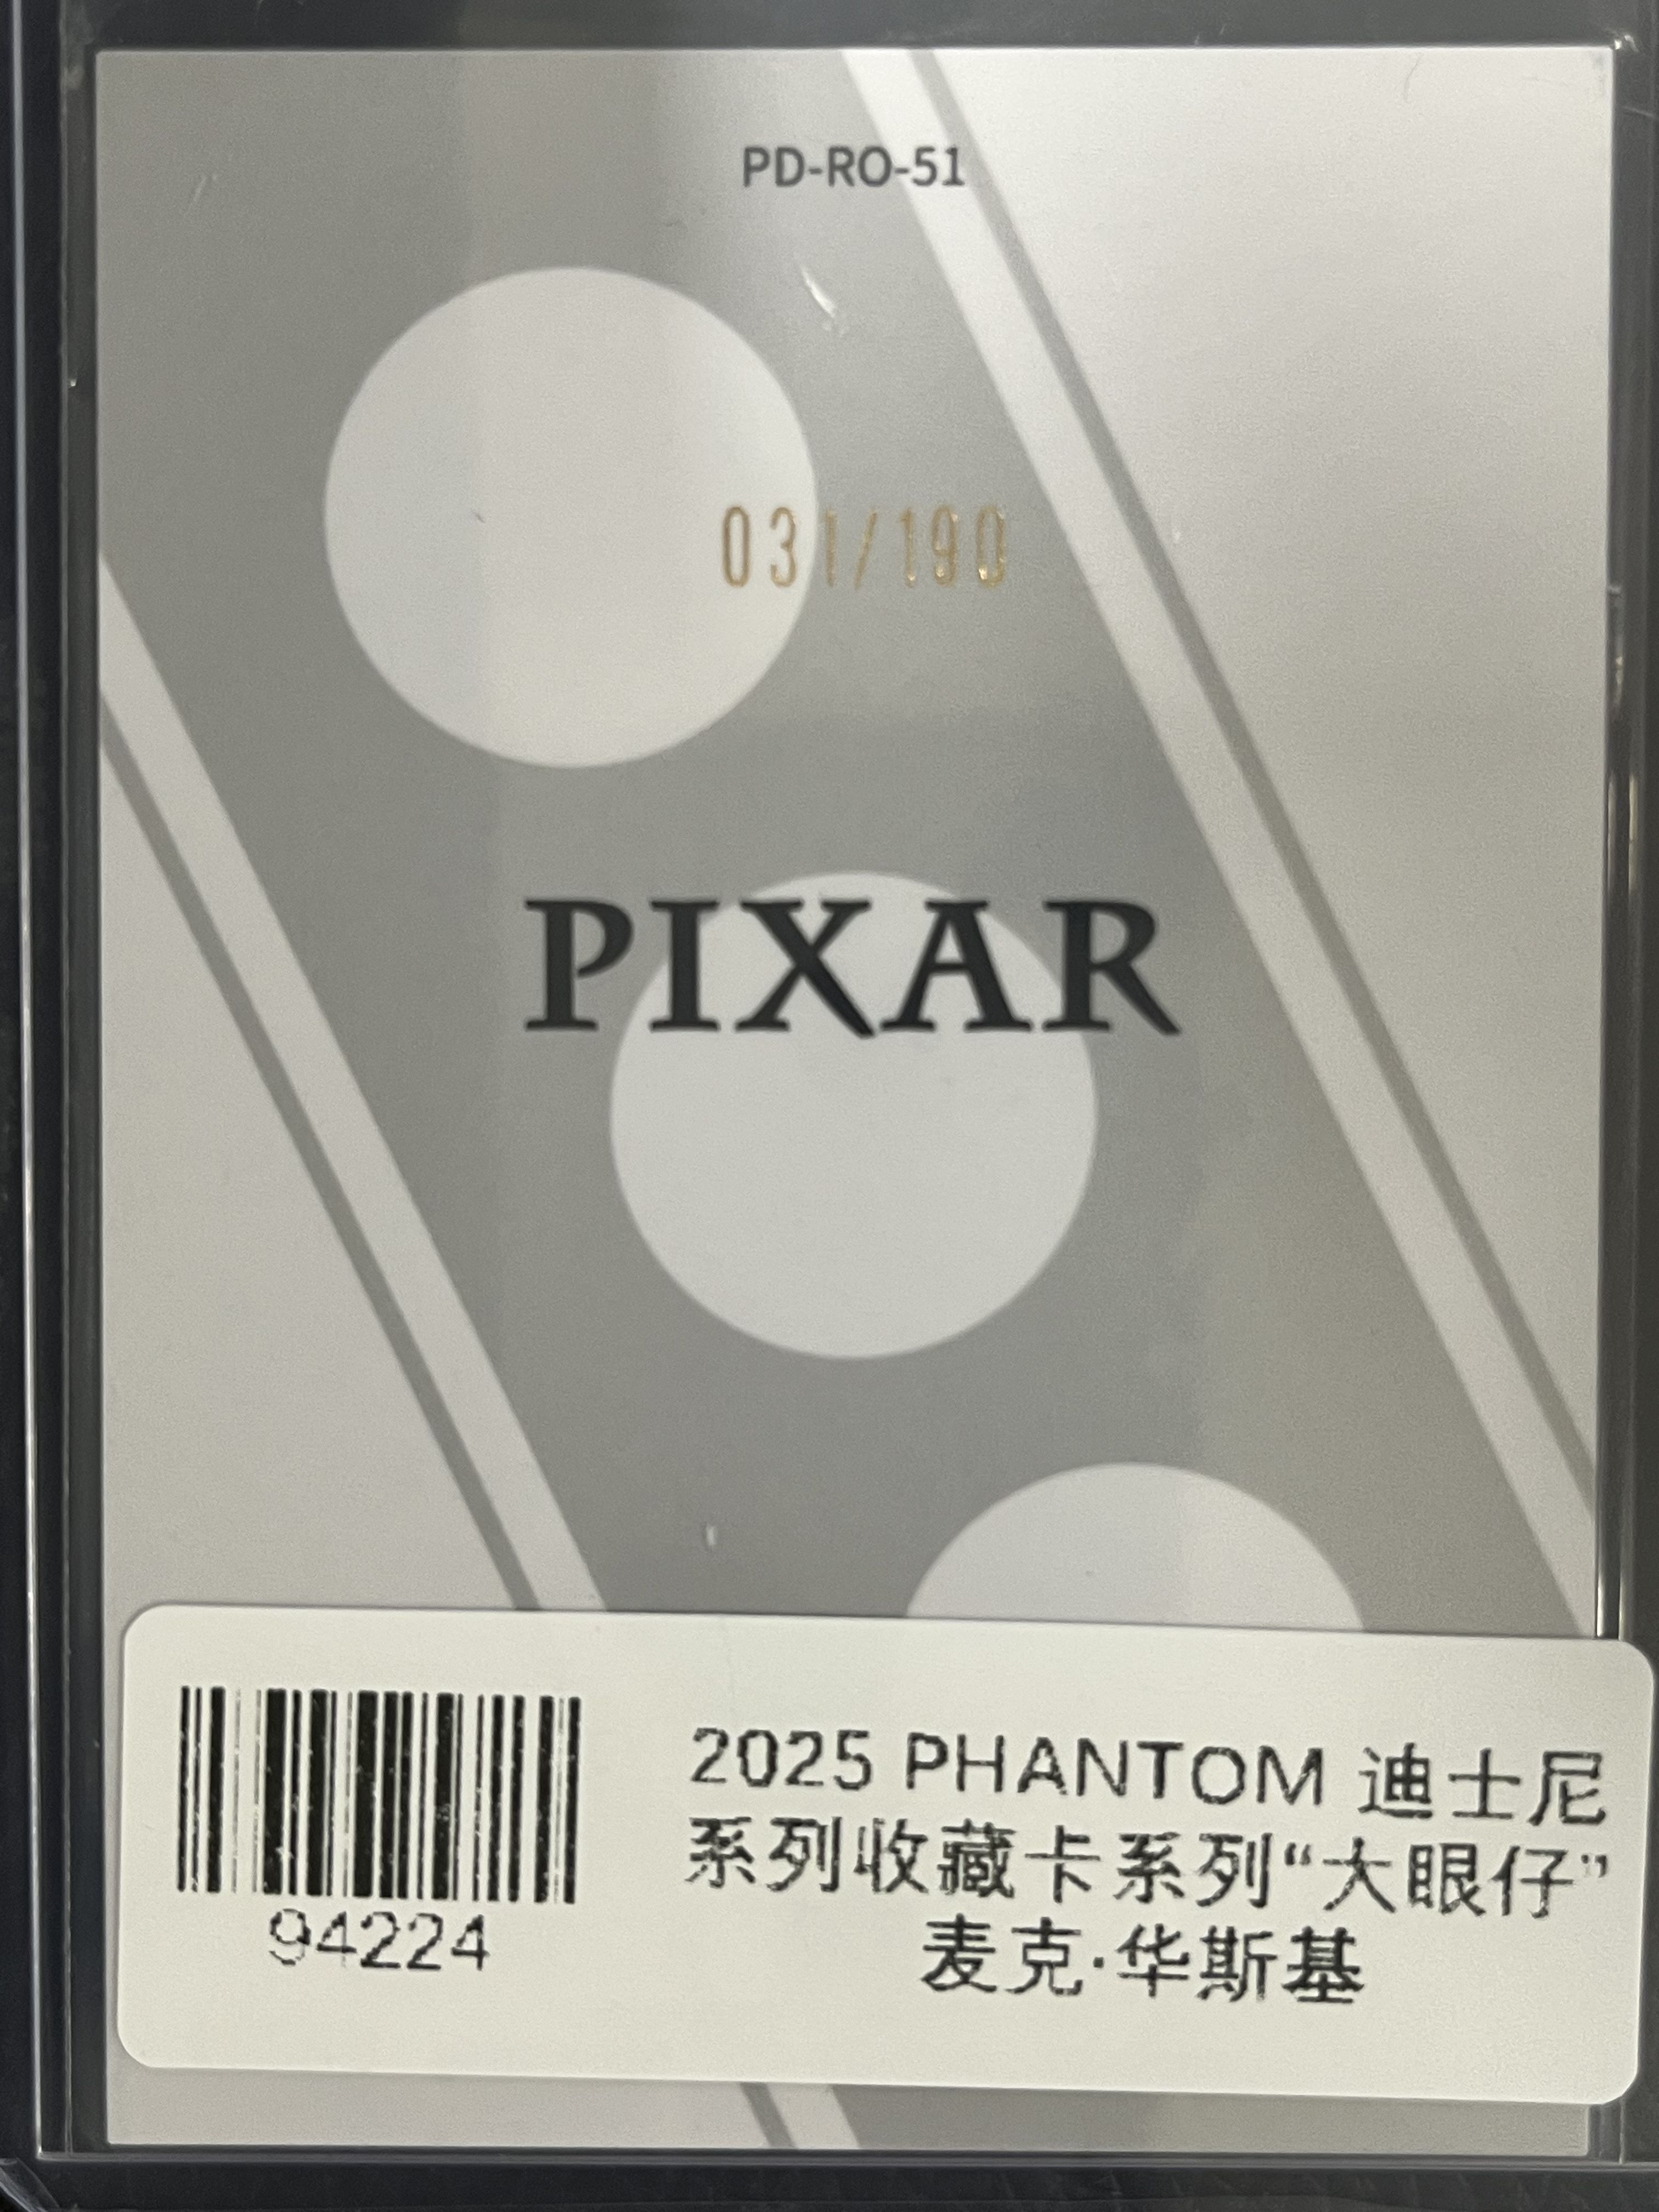 PD-RO-51
031/190
PIXAR
94224
2025 PHANTOM 迪士尼
系列收藏卡系列“大眼仔”
麦克·华斯基